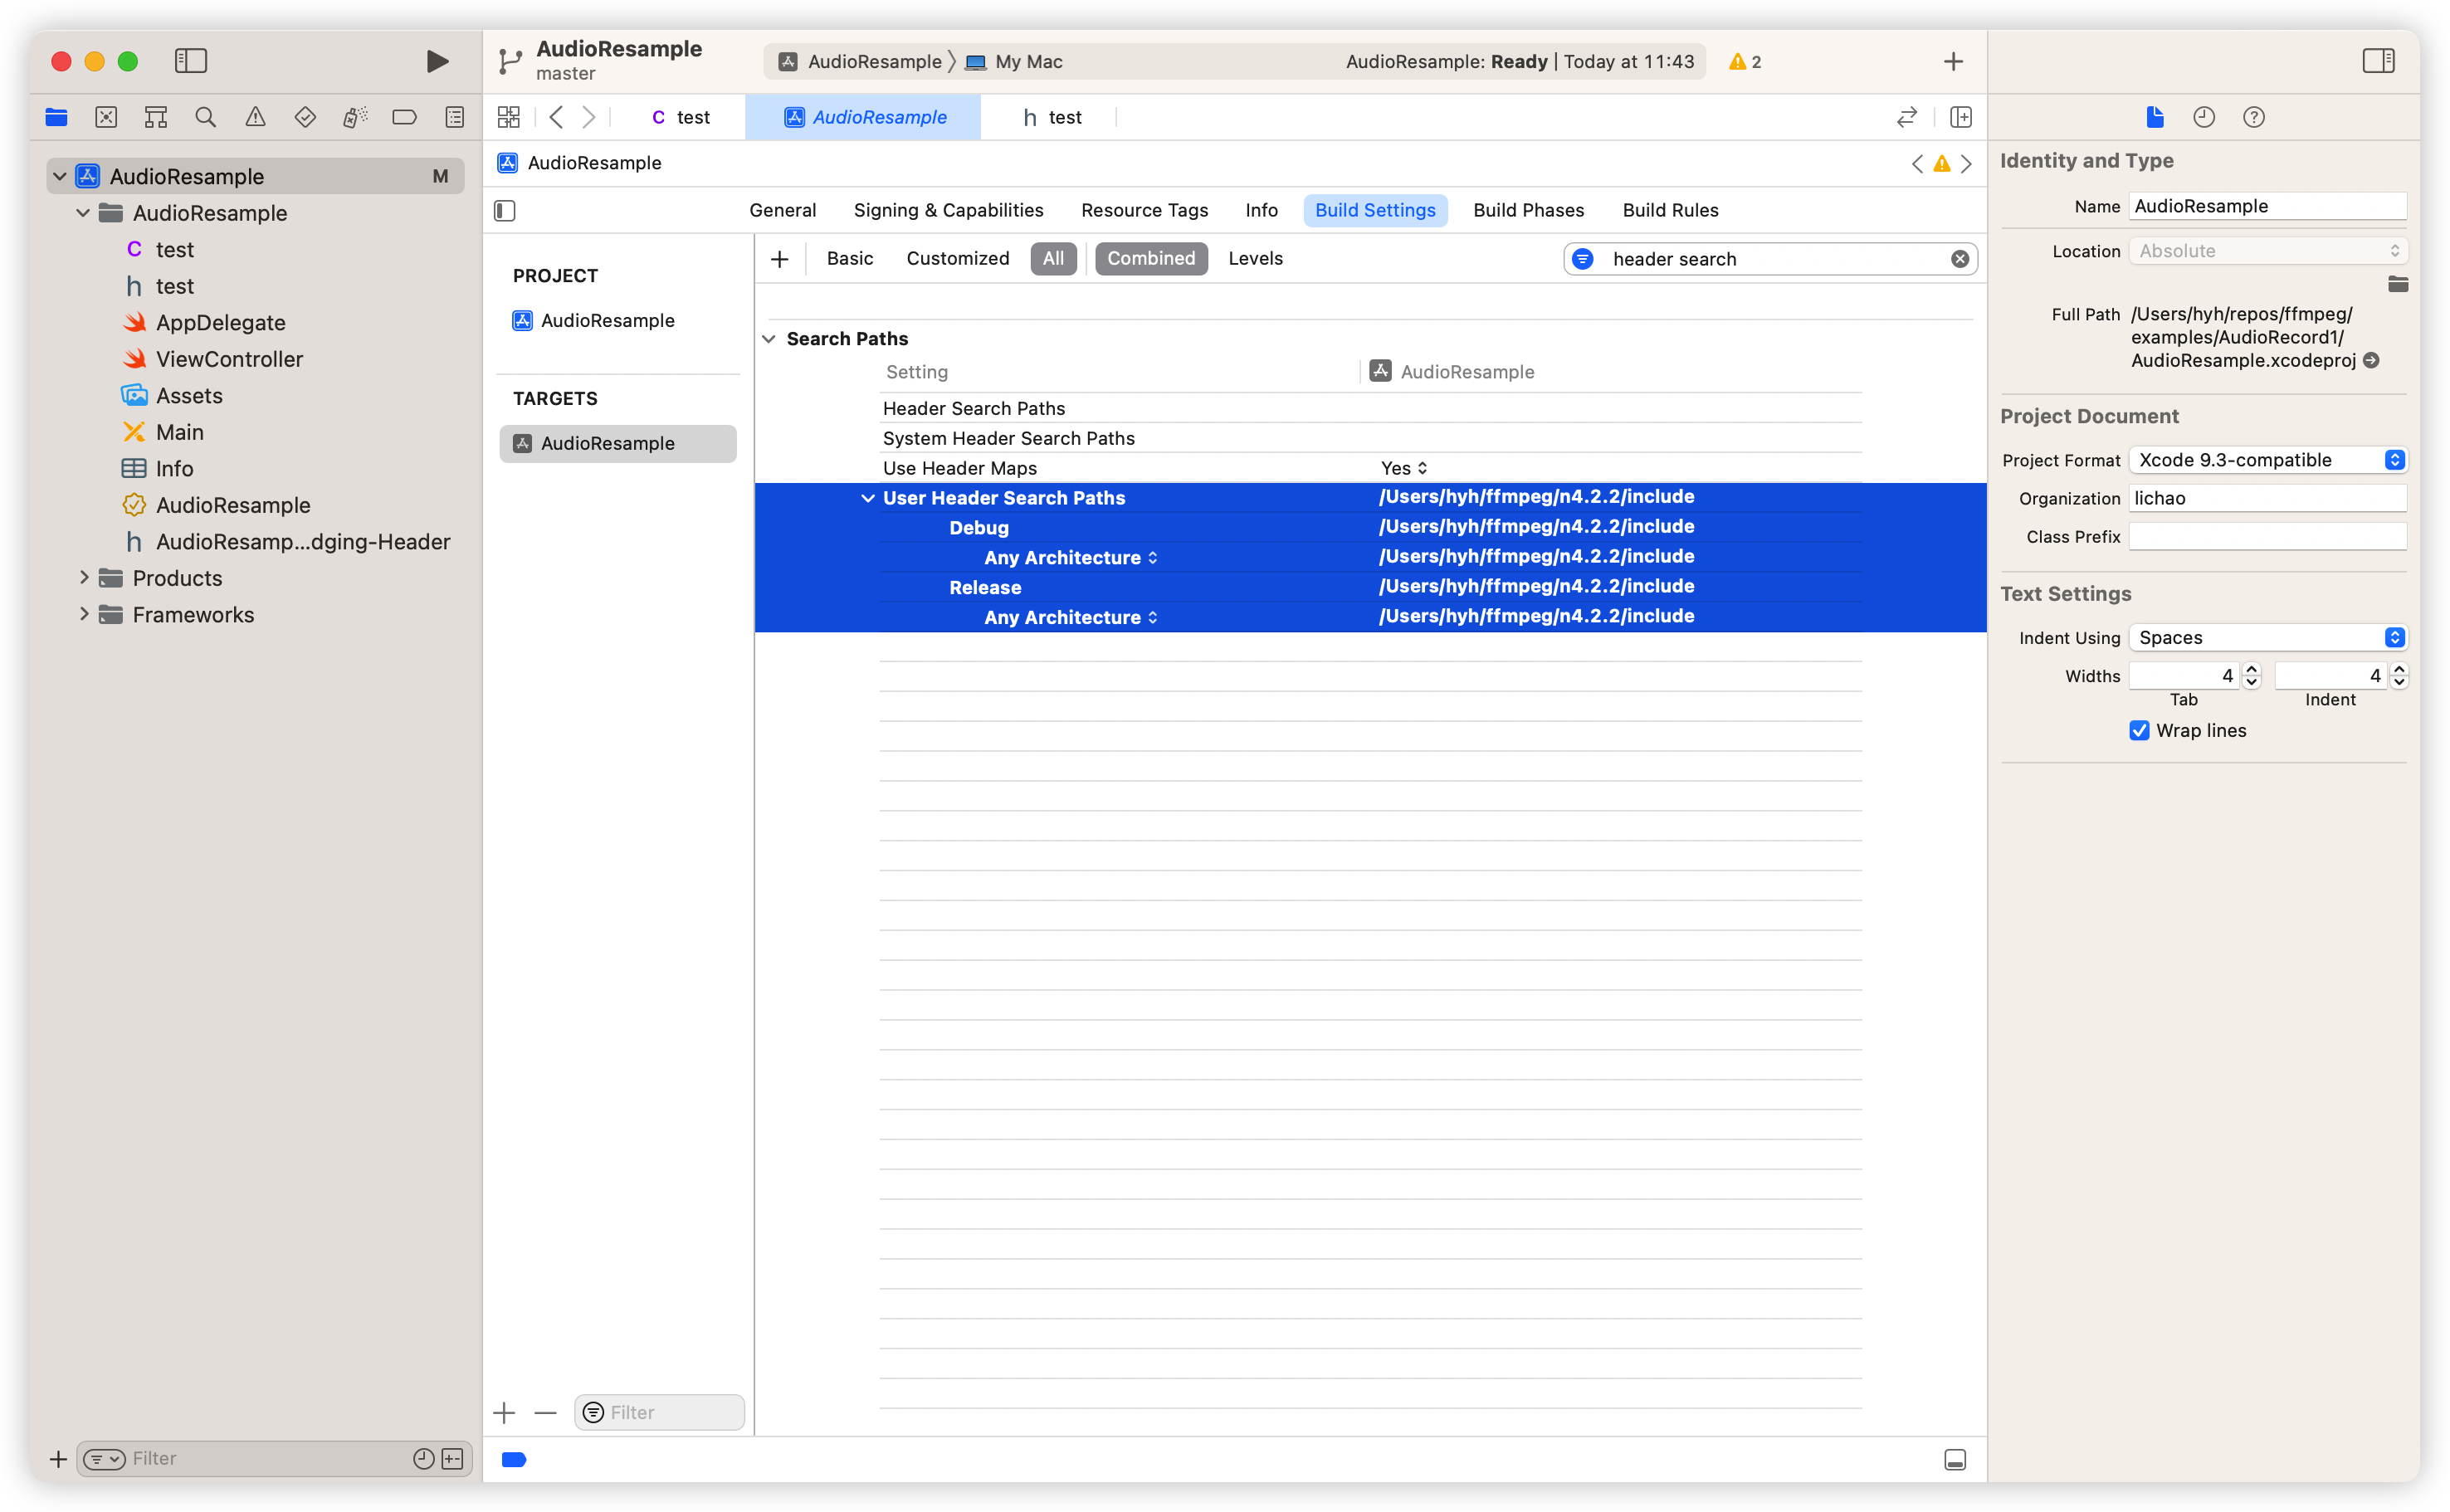 AudioResample
master
AudioResample
My Mac
AudioResample: Ready | Today at 11:43
2
C test
AudioResample
h test
AudioResample
AudioResample M
AudioResample
C test
h test
AppDelegate
ViewController
Assets
Main
Info
AudioResample
h AudioResamp...dging-Header
Products
Frameworks
Filter
General
Signing & Capabilities
Resource Tags
Info
Build Settings
Build Phases
Build Rules
PROJECT
AudioResample
TARGETS
AudioResample
Filter
Basic
Customized
All
Combined
Levels
header search
Search Paths
Setting AudioResample
Header Search Paths
System Header Search Paths
Use Header Maps Yes
User Header Search Paths /Users/hyh/ffmpeg/n4.2.2/include
Debug /Users/hyh/ffmpeg/n4.2.2/include
Any Architecture /Users/hyh/ffmpeg/n4.2.2/include
Release /Users/hyh/ffmpeg/n4.2.2/include
Any Architecture /Users/hyh/ffmpeg/n4.2.2/include
Identity and Type
Name AudioResample
Location Absolute
Full Path /Users/hyh/repos/ffmpeg/
examples/AudioRecord1/
AudioResample.xcodeproj
Project Document
Project Format Xcode 9.3-compatible
Organization lichao
Class Prefix
Text Settings
Indent Using Spaces
Widths 4 4
Tab Indent
Wrap lines